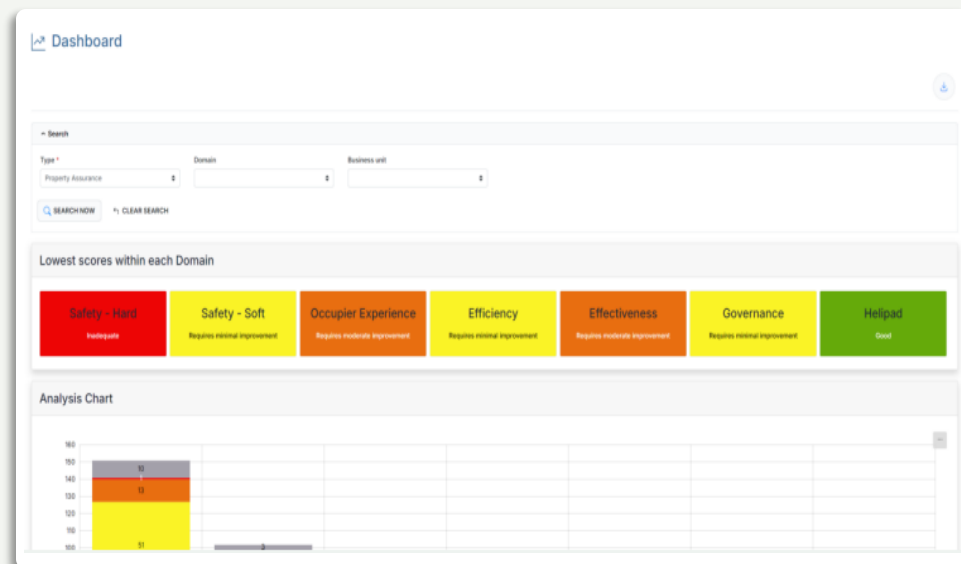 Dashboard
Search
Type * Domain Business unit
Property Assurance
SEARCH NOW CLEAR SEARCH
Lowest scores within each Domain
Safety - Hard Safety - Soft Occupier Experience Efficiency Effectiveness Governance Helipad
Inadequate Requires minimal improvement Requires moderate improvement Requires minimal improvement Requires moderate improvement Requires minimal improvement Good
Analysis Chart
160
150
10
140
13
130
120
110
100 51 3